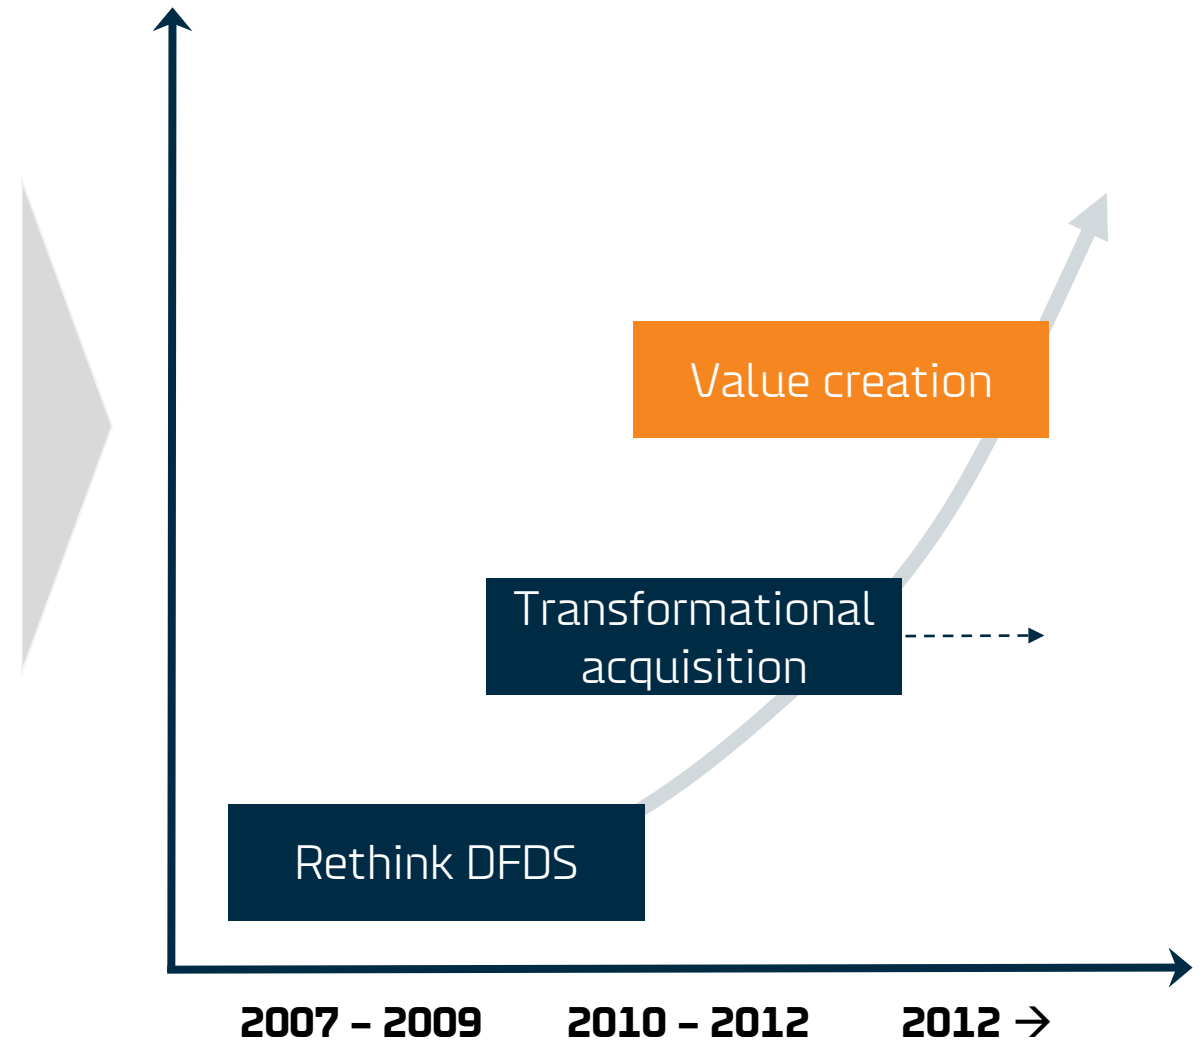 Value creation
Transformational
acquisition
Rethink DFDS
2007 – 2009 2010 – 2012 2012 →